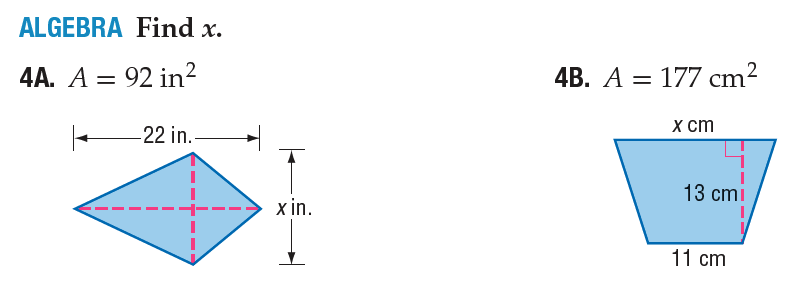 ALGEBRA Find x.
4A. A = 92 in²
4B. A = 177 cm²
22 in.
x in.
x cm
13 cm
11 cm